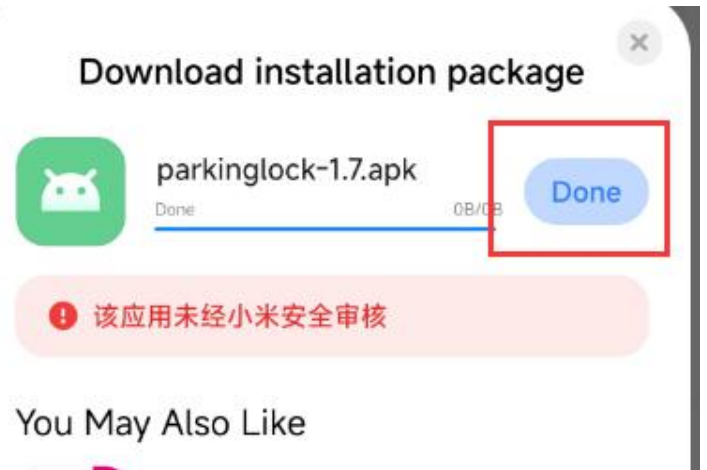 Download installation package
parkinglock-1.7.apk
Done 0B/0B
Done
该应用未经小米安全审核
You May Also Like